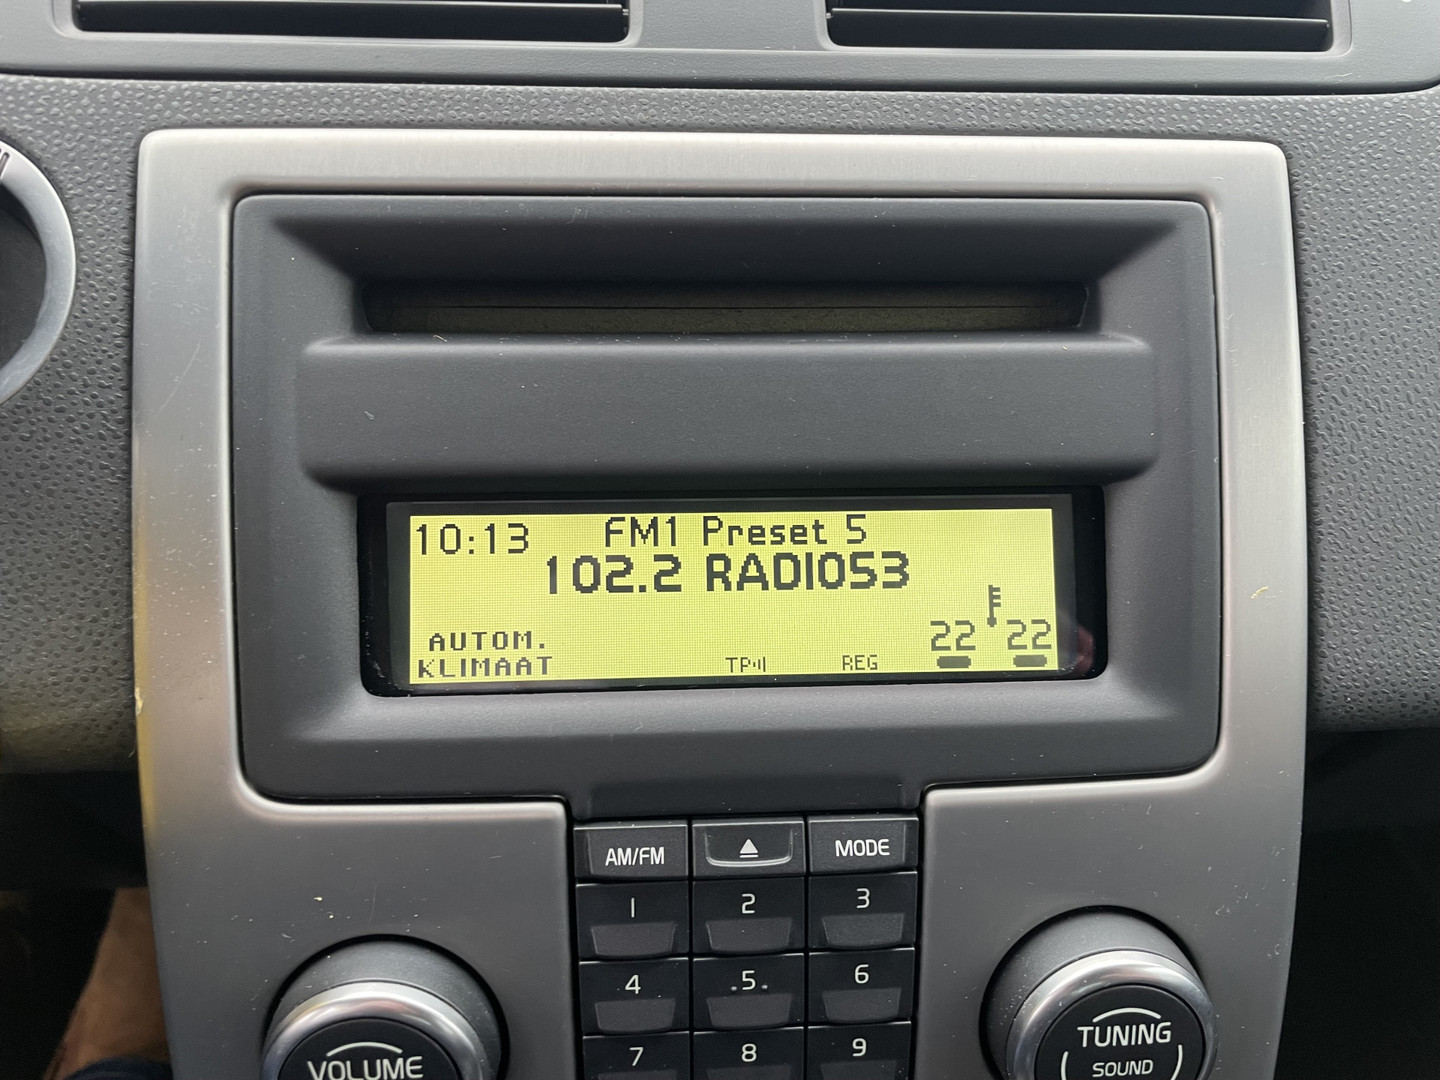 10:13 FM1 Preset 5
102.2 RADIOS3
AUTOM.
KLIMAAT
TP
REG
22 22
AM/FM
MODE
1 2 3
4 .5. 6
7 8 9
VOLUME
TUNING
SOUND